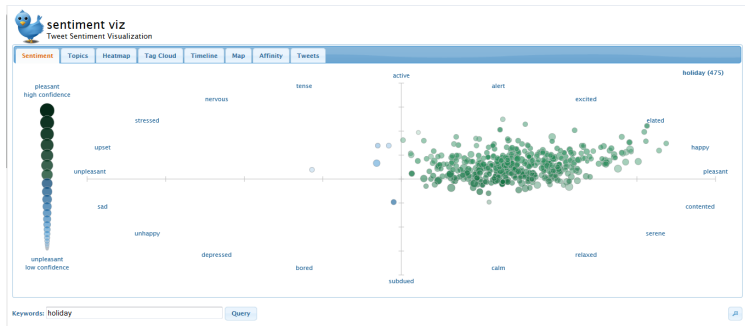 sentiment viz
Tweet Sentiment Visualization
Sentiment Topics Heatmap Tag Cloud Timeline Map Affinity Tweets
holiday (475)
active
pleasant
high confidence
tense
alert
nervous
excited
stressed
elated
upset
happy
unpleasant
pleasant
sad
contented
unhappy
serene
depressed
relaxed
unpleasant
low confidence
bored
calm
subdued
Keywords: holiday Query